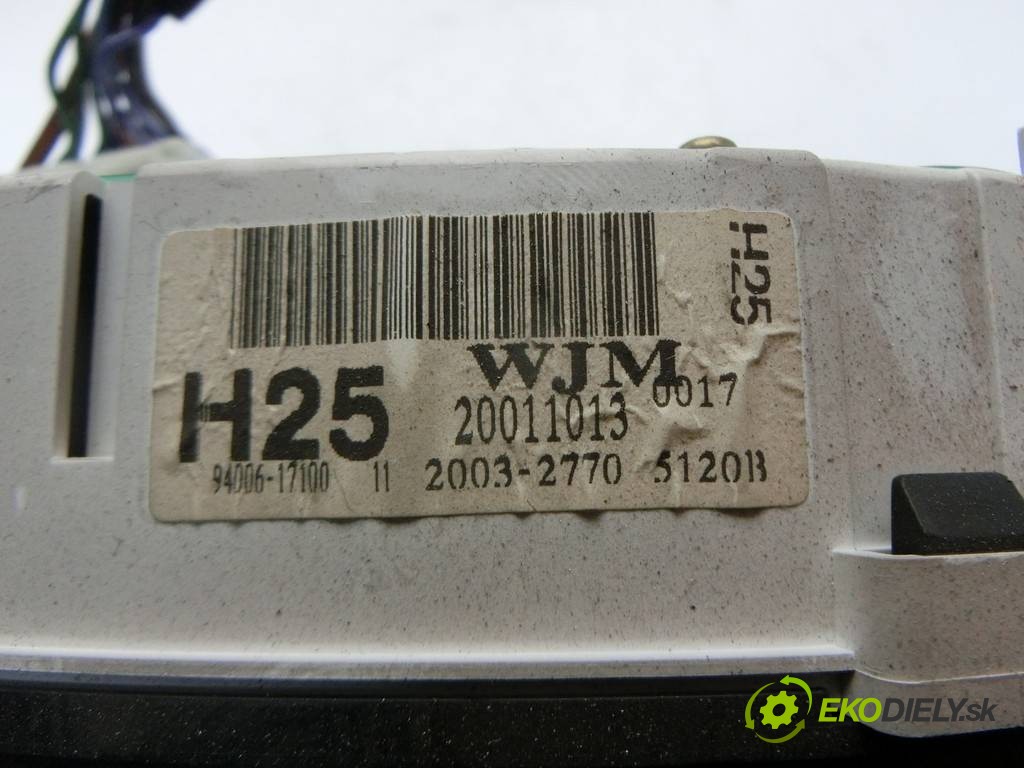 H25
WJM
H25
20011013 0017
94006-17100 11 2003-2770 5120B
EKODIELY.sk